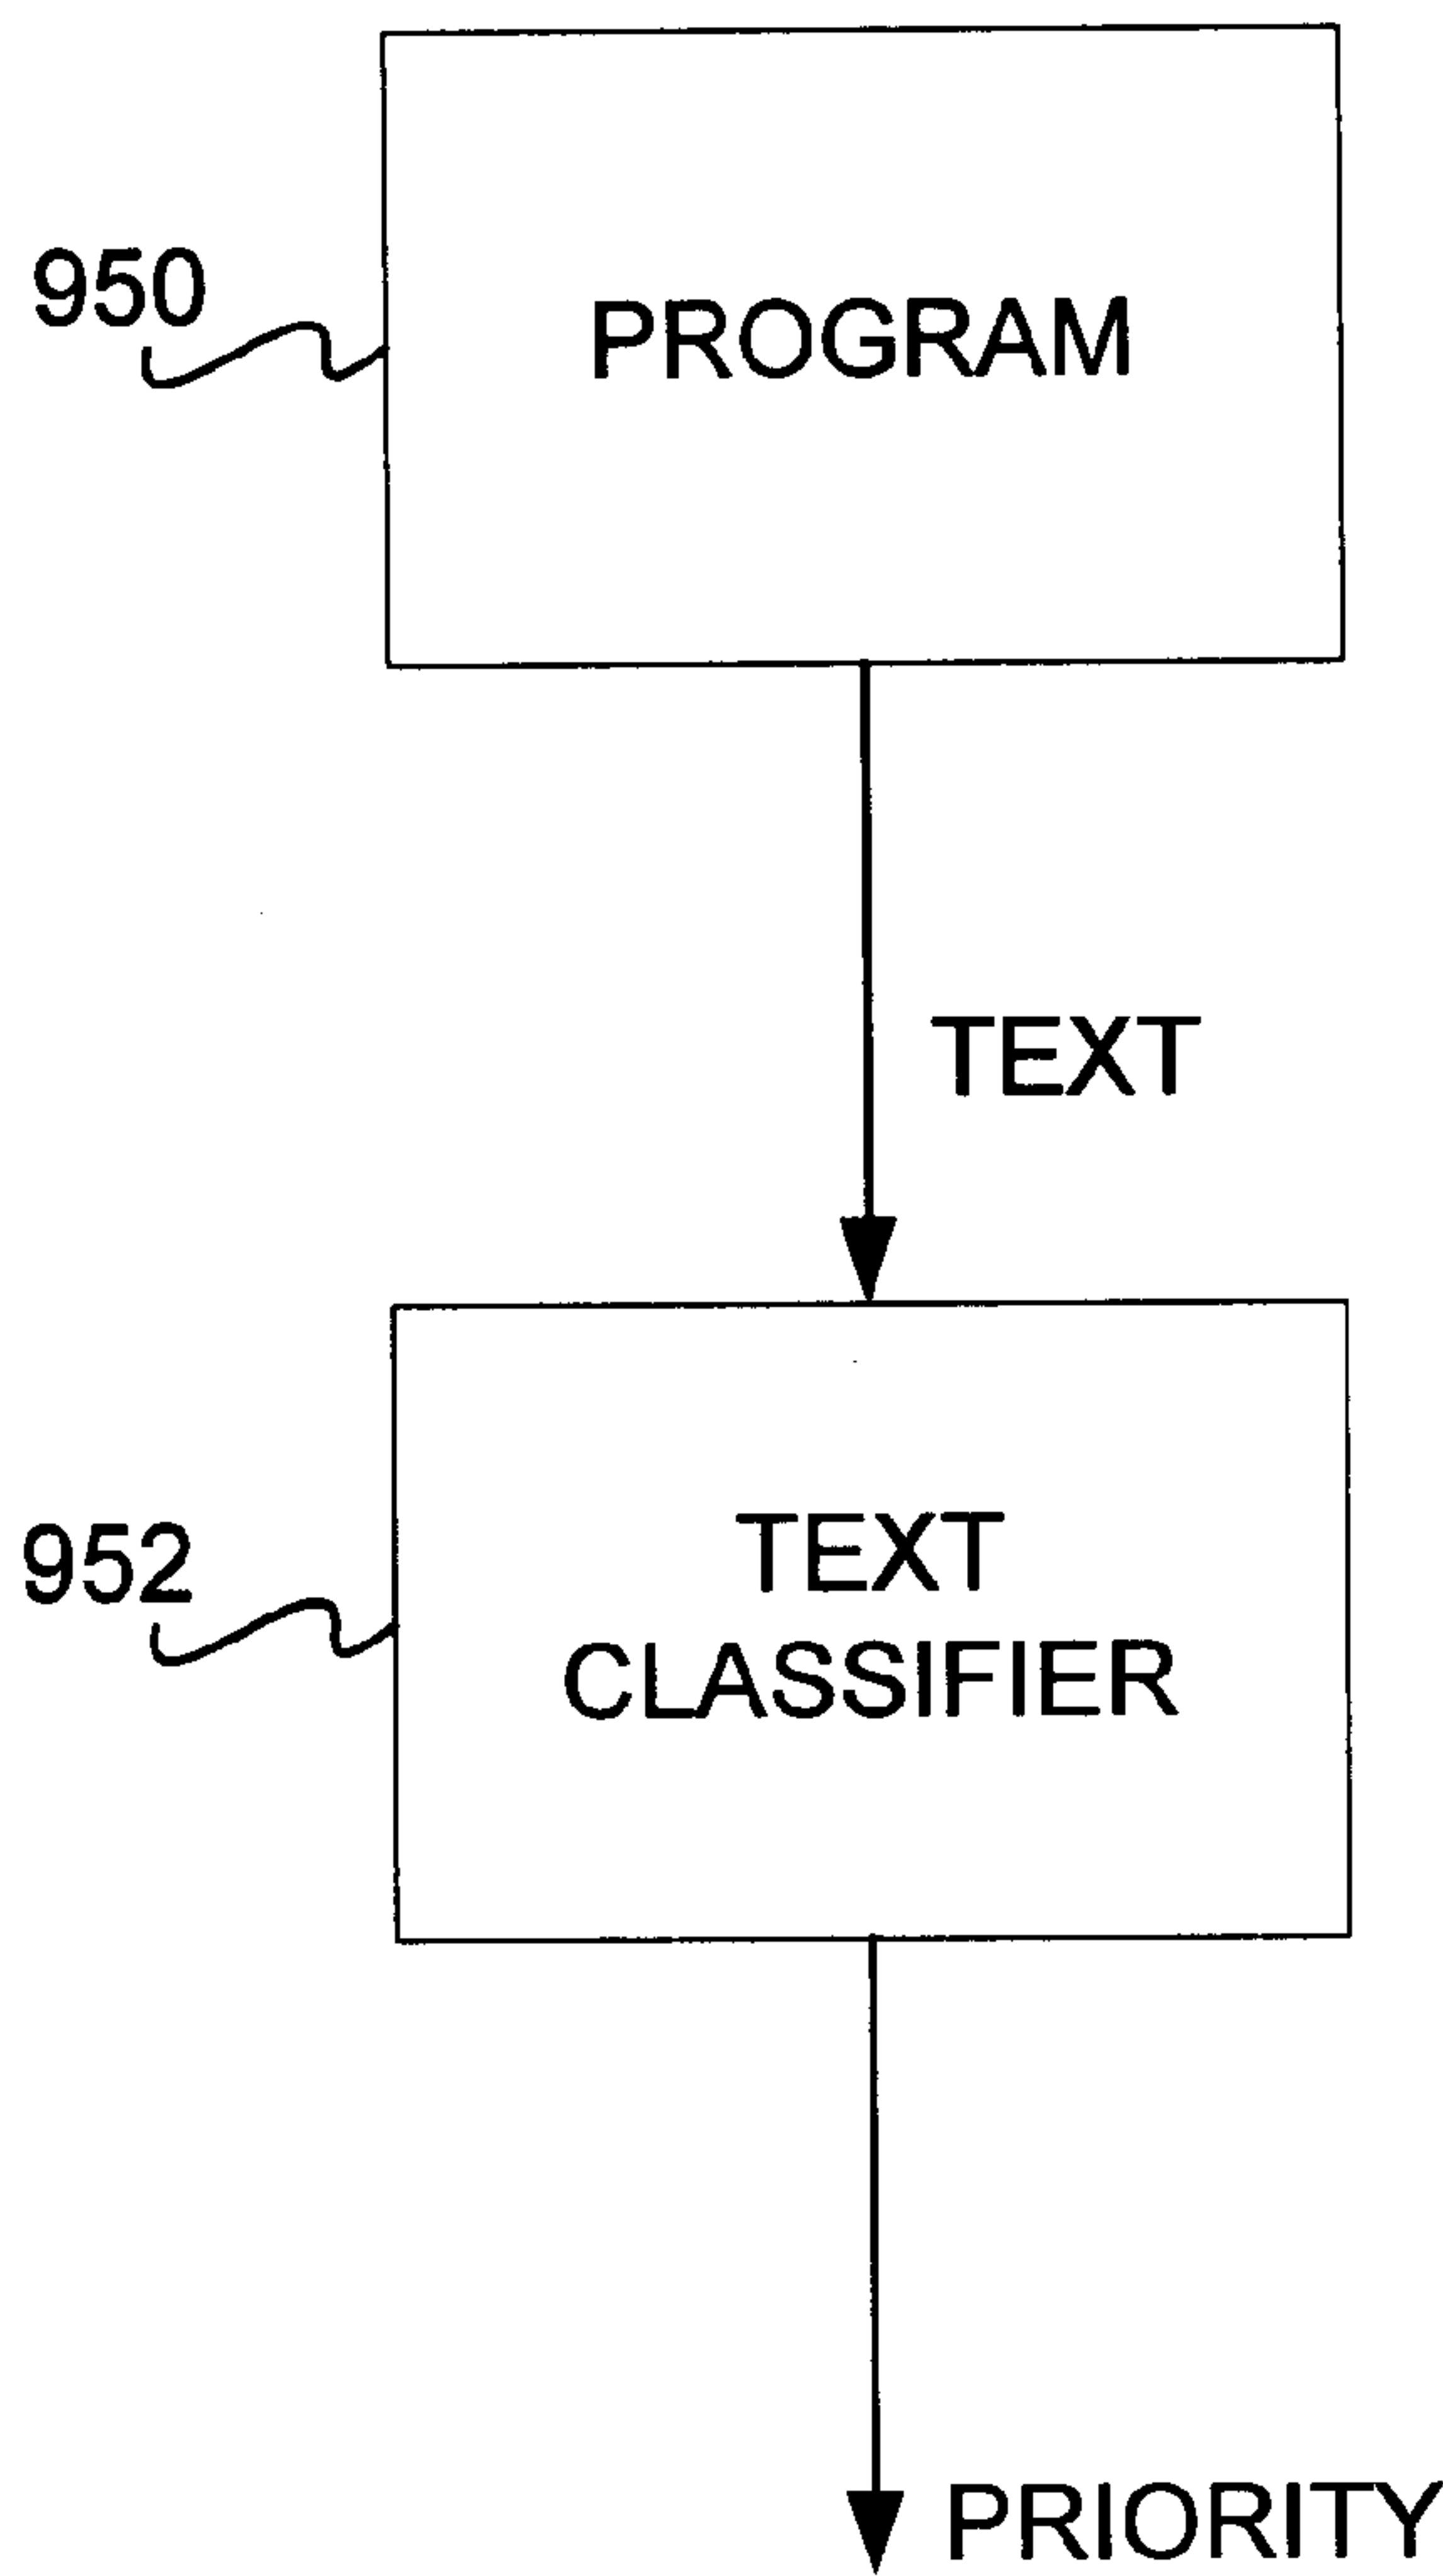 950
PROGRAM
TEXT
952
TEXT
CLASSIFIER
PRIORITY